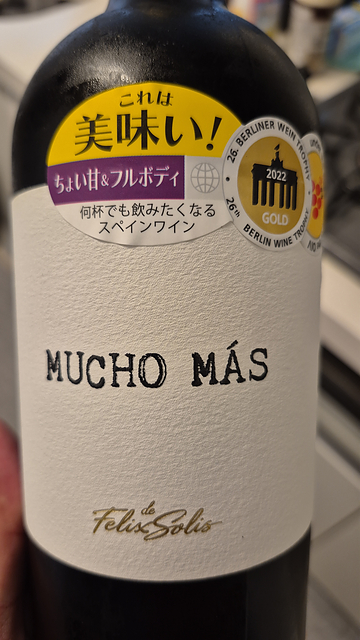 これは
美味い!
ちょい甘&フルボディ
何杯でも飲みたくなる
スペインワイン
26. BERLINER WEIN TROPHY
2022
GOLD
26th BERLIN WINE TROPHY
MUCHO MÁS
de
Felix Solis